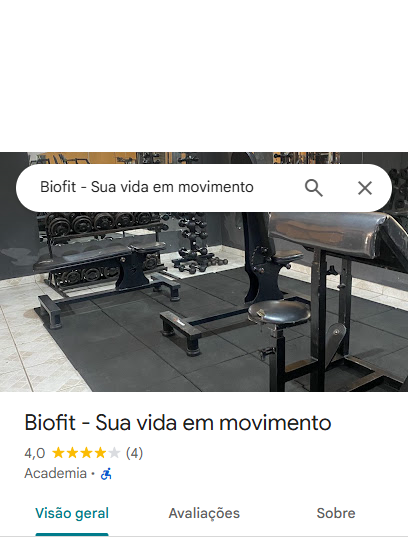 Biofit - Sua vida em movimento
Biofit - Sua vida em movimento
4,0 (4)
Academia ·
Visão geral Avaliações Sobre